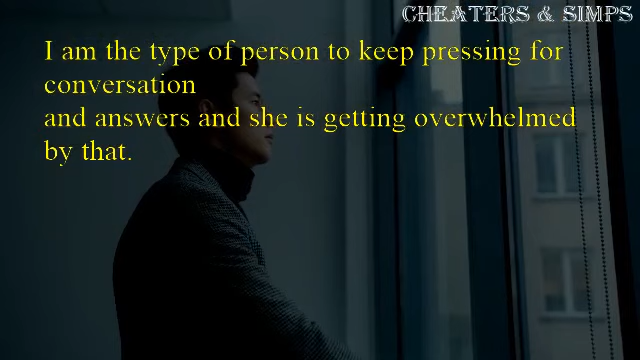 CHEATERS & SIMPS
I am the type of person to keep pressing for
conversation
and answers and she is getting overwhelmed
by that.